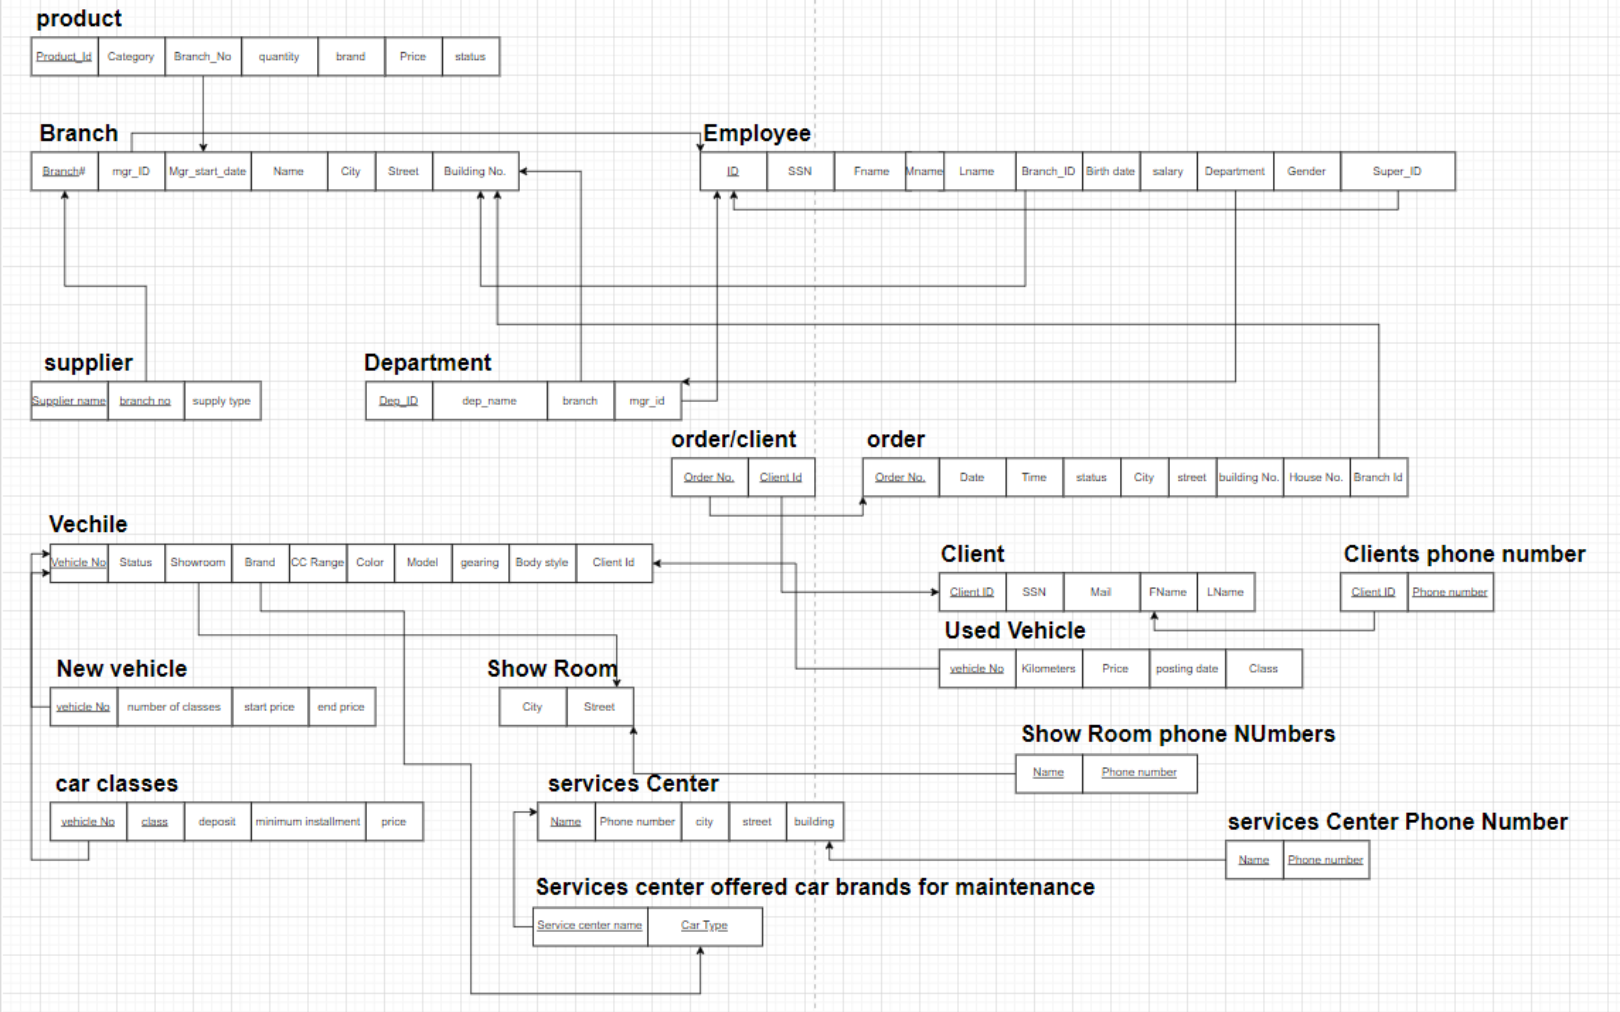 product
Product_Id Category Branch_No quantity brand Price status
Branch
Branch# mgr_ID Mgr_start_date Name City Street Building No.
Employee
ID SSN Fname Mname Lname Branch_ID Birth date salary Department Gender Super_ID
supplier
Supplier name branch no supply type
Department
Dep_ID dep_name branch mgr_id
order/client
Order No. Client Id
order
Order No. Date Time status City street building No. House No. Branch Id
Vechile
Vehicle No Status Showroom Brand CC Range Color Model gearing Body style Client Id
Client
Client ID SSN Mail FName LName
Clients phone number
Client ID Phone number
Used Vehicle
vehicle No Kilometers Price posting date Class
New vehicle
vehicle No number of classes start price end price
Show Room
City Street
Show Room phone NUmbers
Name Phone number
car classes
vehicle No class deposit minimum installment price
services Center
Name Phone number city street building
services Center Phone Number
Name Phone number
Services center offered car brands for maintenance
Service center name Car Type